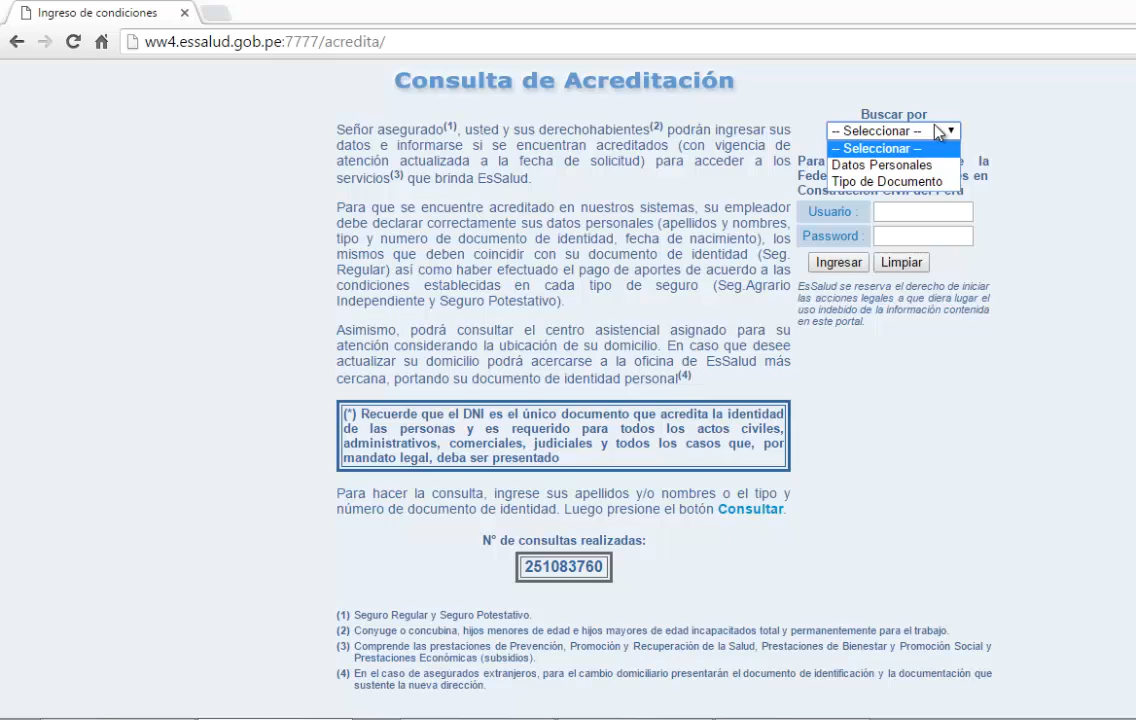 Ingreso de condiciones
ww4.essalud.gob.pe:7777/acredita/
Consulta de Acreditación
Señor asegurado(1), usted y sus derechohabientes(2) podrán ingresar sus
datos e informarse si se encuentran acreditados (con vigencia de
atención actualizada a la fecha de solicitud) para acceder a los
servicios(3) que brinda EsSalud.
Para que se encuentre acreditado en nuestros sistemas, su empleador
debe declarar correctamente sus datos personales (apellidos y nombres,
tipo y numero de documento de identidad, fecha de nacimiento), los
mismos que deben coincidir con su documento de identidad (Seg.
Regular) así como haber efectuado el pago de aportes de acuerdo a las
condiciones establecidas en cada tipo de seguro (Seg.Agrario
Independiente y Seguro Potestativo).
Asimismo, podrá consultar el centro asistencial asignado para su
atención considerando la ubicación de su domicilio. En caso que desee
actualizar su domicilio podrá acercarse a la oficina de EsSalud más
cercana, portando su documento de identidad personal(4)
(*) Recuerde que el DNI es el único documento que acredita la identidad
de las personas y es requerido para todos los actos civiles,
administrativos, comerciales, judiciales y todos los casos que, por
mandato legal, deba ser presentado
Para hacer la consulta, ingrese sus apellidos y/o nombres o el tipo y
número de documento de identidad. Luego presione el botón Consultar.
N° de consultas realizadas:
251083760
Buscar por
-- Seleccionar --
-- Seleccionar --
Datos Personales
Tipo de Documento
Para la
Fede es en
Construcción Civil del Perú
Usuario :
Password :
Ingresar Limpiar
EsSalud se reserva el derecho de iniciar
las acciones legales a que diera lugar el
uso indebido de la información contenida
en este portal.
(1) Seguro Regular y Seguro Potestativo.
(2) Conyuge o concubina, hijos menores de edad e hijos mayores de edad incapacitados total y permanentemente para el trabajo.
(3) Comprende las prestaciones de Prevención, Promoción y Recuperación de la Salud, Prestaciones de Bienestar y Promoción Social y
Prestaciones Económicas (subsidios).
(4) En el caso de asegurados extranjeros, para el cambio domiciliario presentarán el documento de identificación y la documentación que
sustente la nueva dirección.